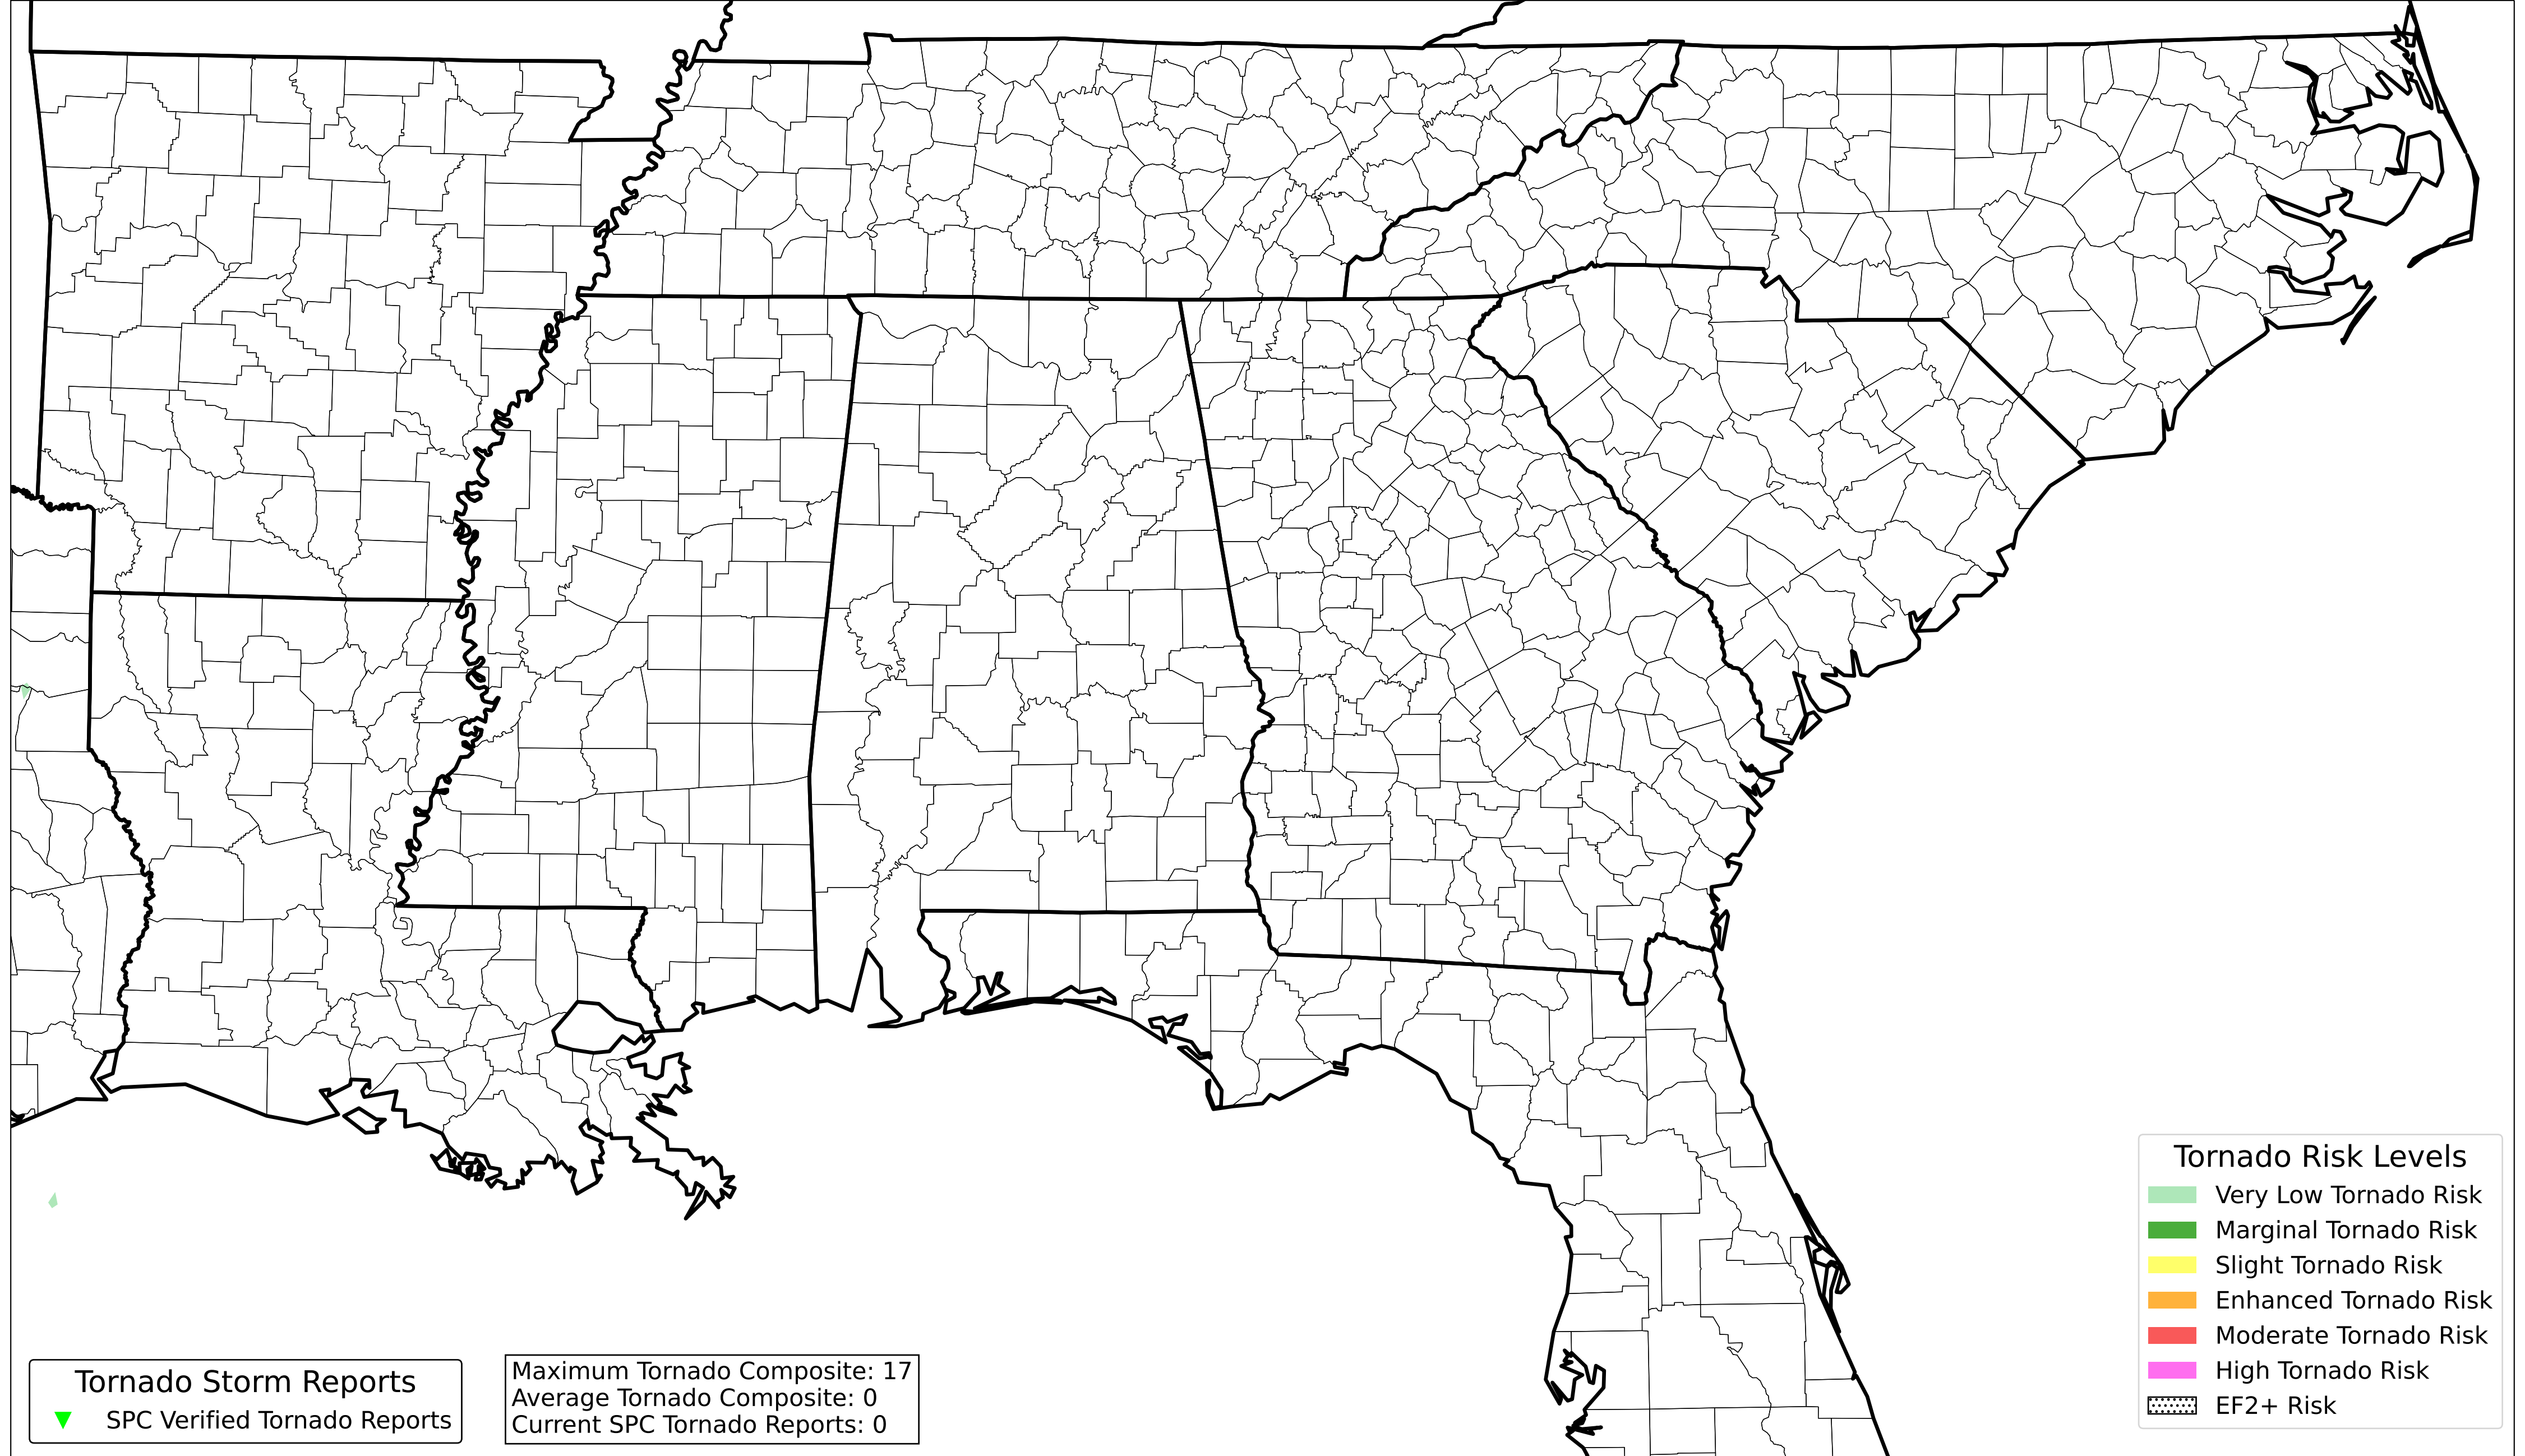 Tornado Storm Reports
SPC Verified Tornado Reports
Maximum Tornado Composite: 17
Average Tornado Composite: 0
Current SPC Tornado Reports: 0
Tornado Risk Levels
Very Low Tornado Risk
Marginal Tornado Risk
Slight Tornado Risk
Enhanced Tornado Risk
Moderate Tornado Risk
High Tornado Risk
EF2+ Risk